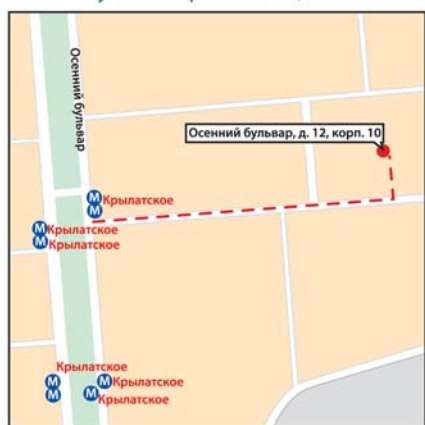 Осенний бульвар
Осенний бульвар, д. 12, корп. 10
М Крылатское
М
М Крылатское
М Крылатское
Крылатское
М М Крылатское
М М Крылатское